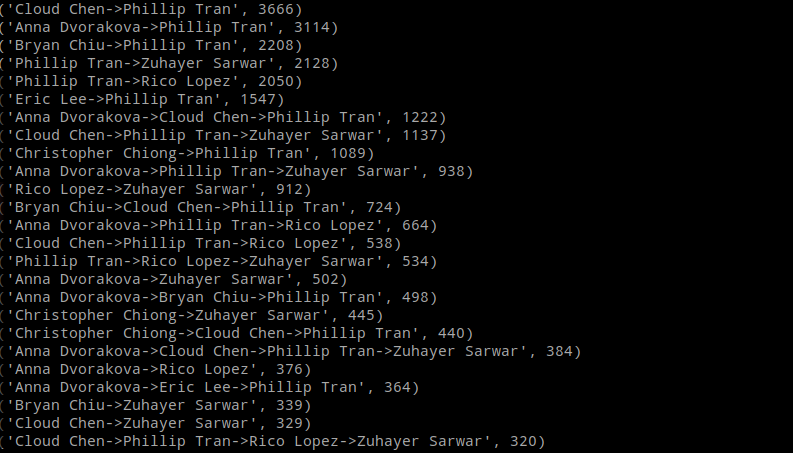 ('Cloud Chen->Phillip Tran', 3666)
('Anna Dvorakova->Phillip Tran', 3114)
('Bryan Chiu->Phillip Tran', 2208)
('Phillip Tran->Zuhayer Sarwar', 2128)
('Phillip Tran->Rico Lopez', 2050)
('Eric Lee->Phillip Tran', 1547)
('Anna Dvorakova->Cloud Chen->Phillip Tran', 1222)
('Cloud Chen->Phillip Tran->Zuhayer Sarwar', 1137)
('Christopher Chiong->Phillip Tran', 1089)
('Anna Dvorakova->Phillip Tran->Zuhayer Sarwar', 938)
('Rico Lopez->Zuhayer Sarwar', 912)
('Bryan Chiu->Cloud Chen->Phillip Tran', 724)
('Anna Dvorakova->Phillip Tran->Rico Lopez', 664)
('Cloud Chen->Phillip Tran->Rico Lopez', 538)
('Phillip Tran->Rico Lopez->Zuhayer Sarwar', 534)
('Anna Dvorakova->Zuhayer Sarwar', 502)
('Anna Dvorakova->Bryan Chiu->Phillip Tran', 498)
('Christopher Chiong->Zuhayer Sarwar', 445)
('Christopher Chiong->Cloud Chen->Phillip Tran', 440)
('Anna Dvorakova->Cloud Chen->Phillip Tran->Zuhayer Sarwar', 384)
('Anna Dvorakova->Rico Lopez', 376)
('Anna Dvorakova->Eric Lee->Phillip Tran', 364)
('Bryan Chiu->Zuhayer Sarwar', 339)
('Cloud Chen->Zuhayer Sarwar', 329)
('Cloud Chen->Phillip Tran->Rico Lopez->Zuhayer Sarwar', 320)